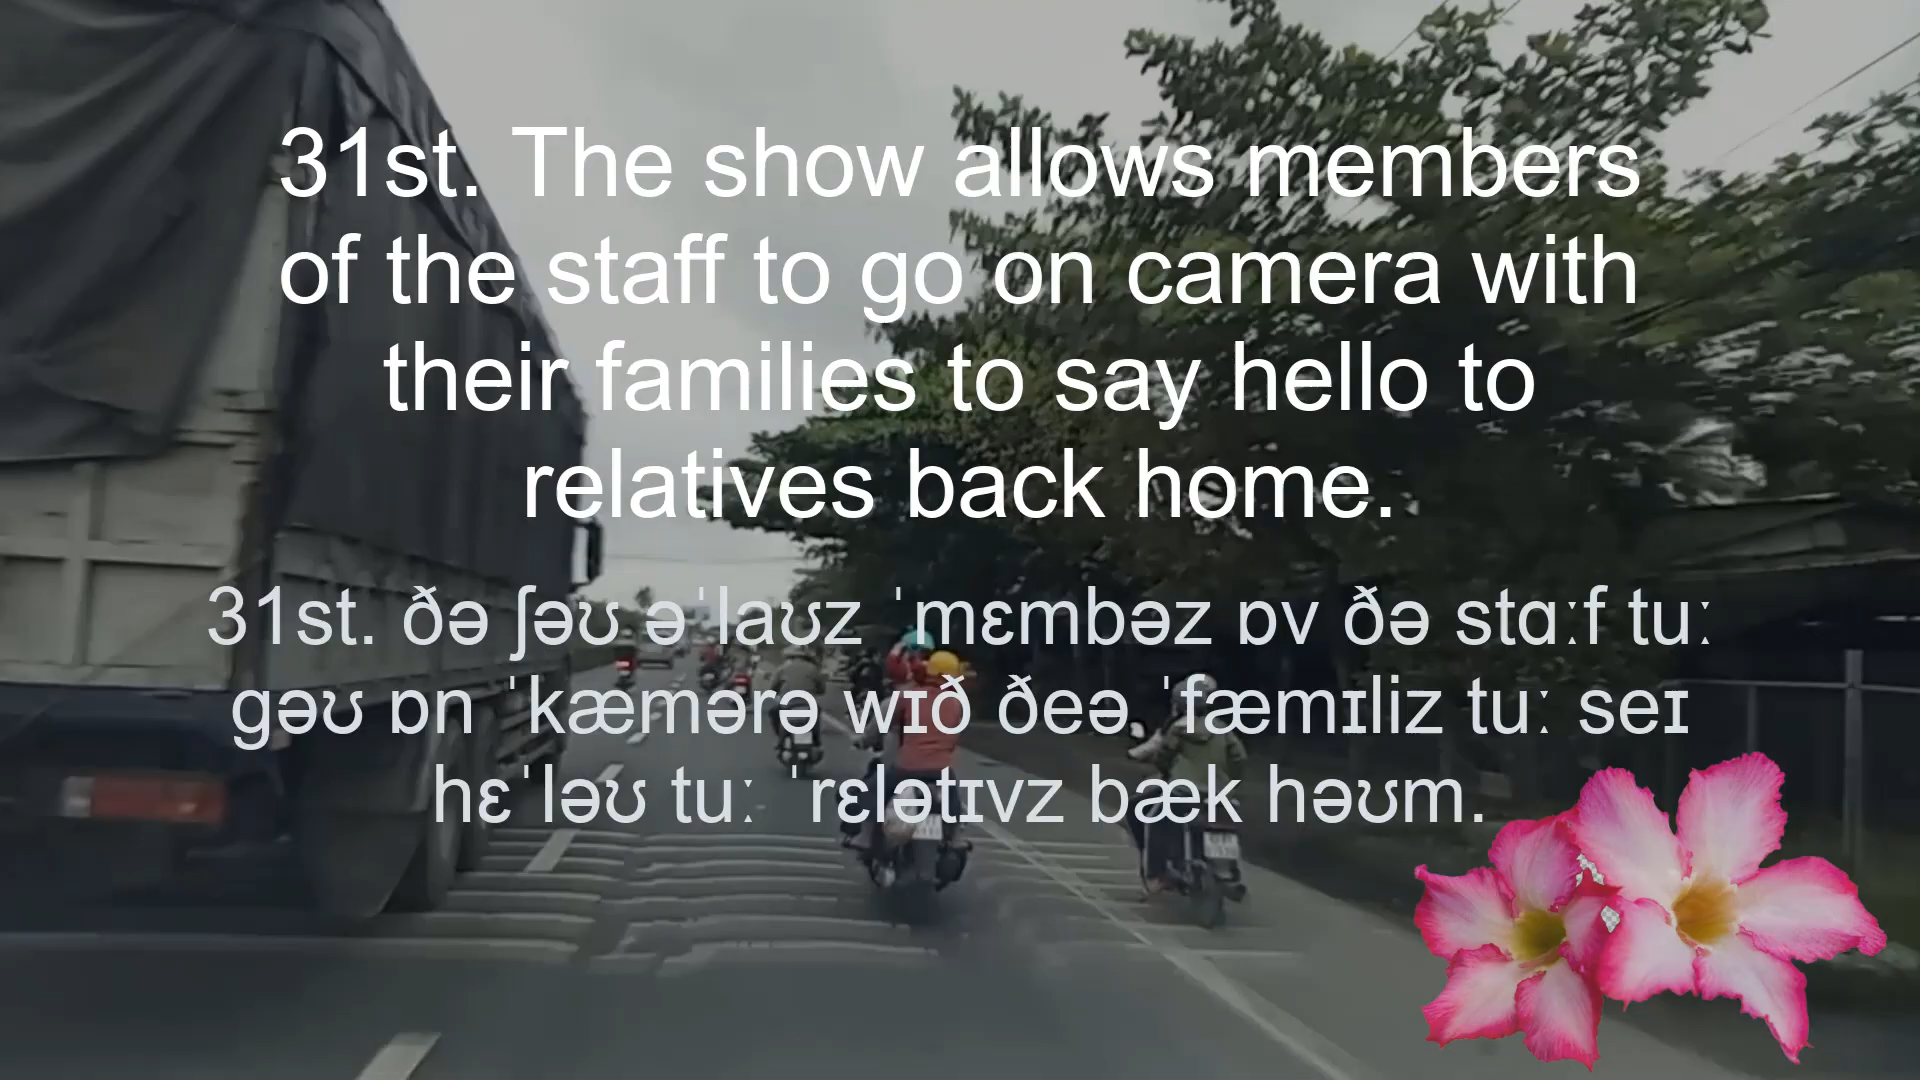 31st. The show allows members
of the staff to go on camera with
their families to say hello to
relatives back home.
31st. ðə ʃəʊ əˈlaʊz ˈmɛmbəz ɒv ðə stɑːf tuː
gəʊ ɒn ˈkæmərə wɪð ðeə ˈfæmɪliz tuː seɪ
hɛˈləʊ tuː ˈrɛlətɪvz bæk həʊm.